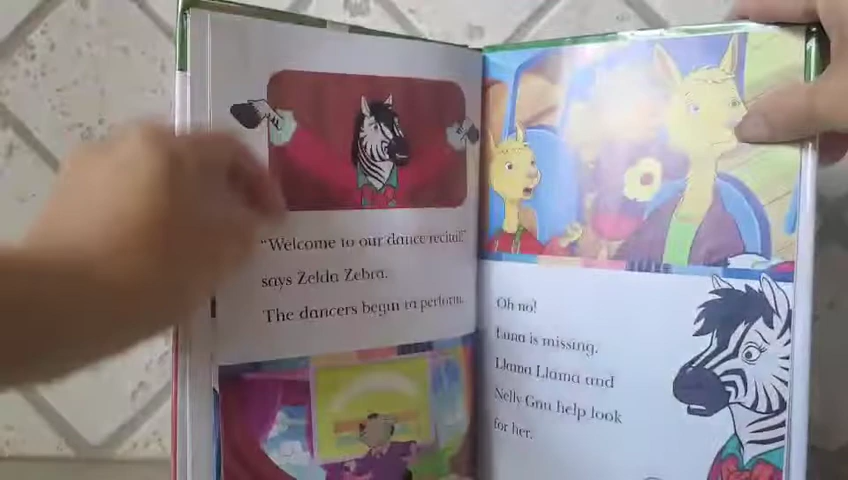 "Welcome to our dance recital!"
says Zelda Zebra.
The dancers begin to perform.
Oh no!
Luna is missing.
Llama Llama and
Nelly Gnu help look
for her.